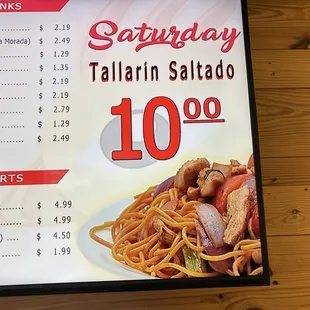 NKS
$ 2.19
a Morada) $ 2.49
$ 1.29
$ 1.35
$ 2.19
$ 2.19
$ 2.79
$ 1.29
$ 2.49
RTS
$ 4.99
$ 4.99
) .... $ 4.50
$ 1.99
Saturday
Tallarin Saltado
10.00